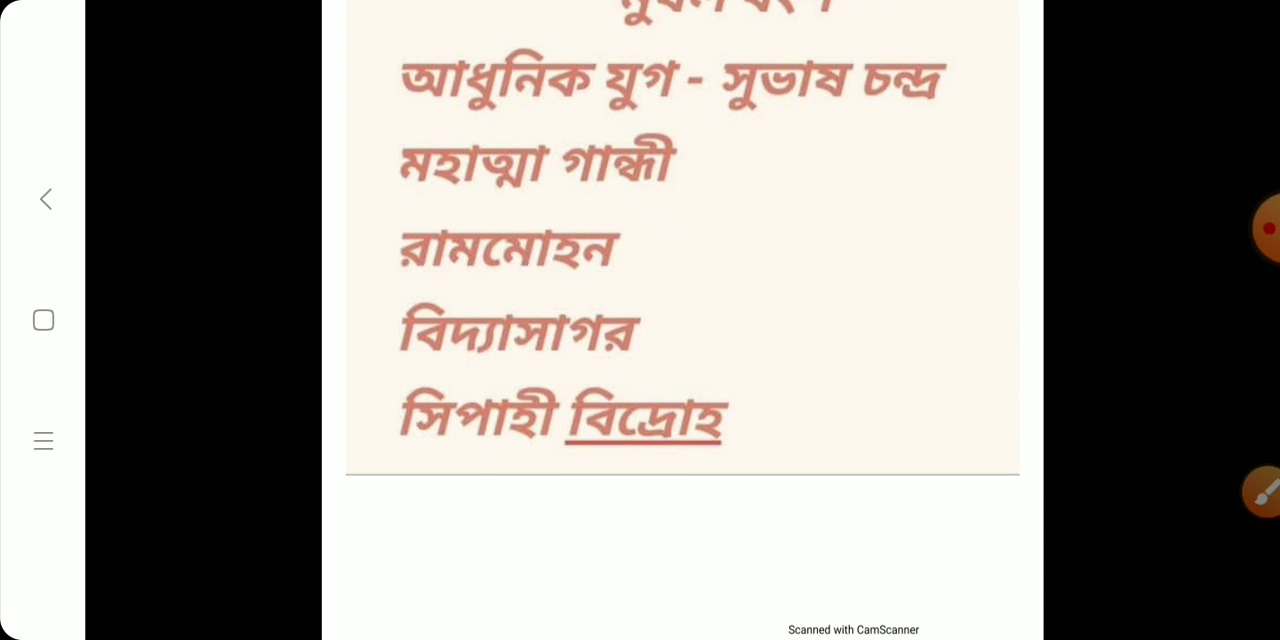 আধুনিক যুগ - সুভাষ চন্দ্র
মহাত্মা গান্ধী
রামমোহন
বিদ্যাসাগর
সিপাহী বিদ্রোহ
Scanned with CamScanner